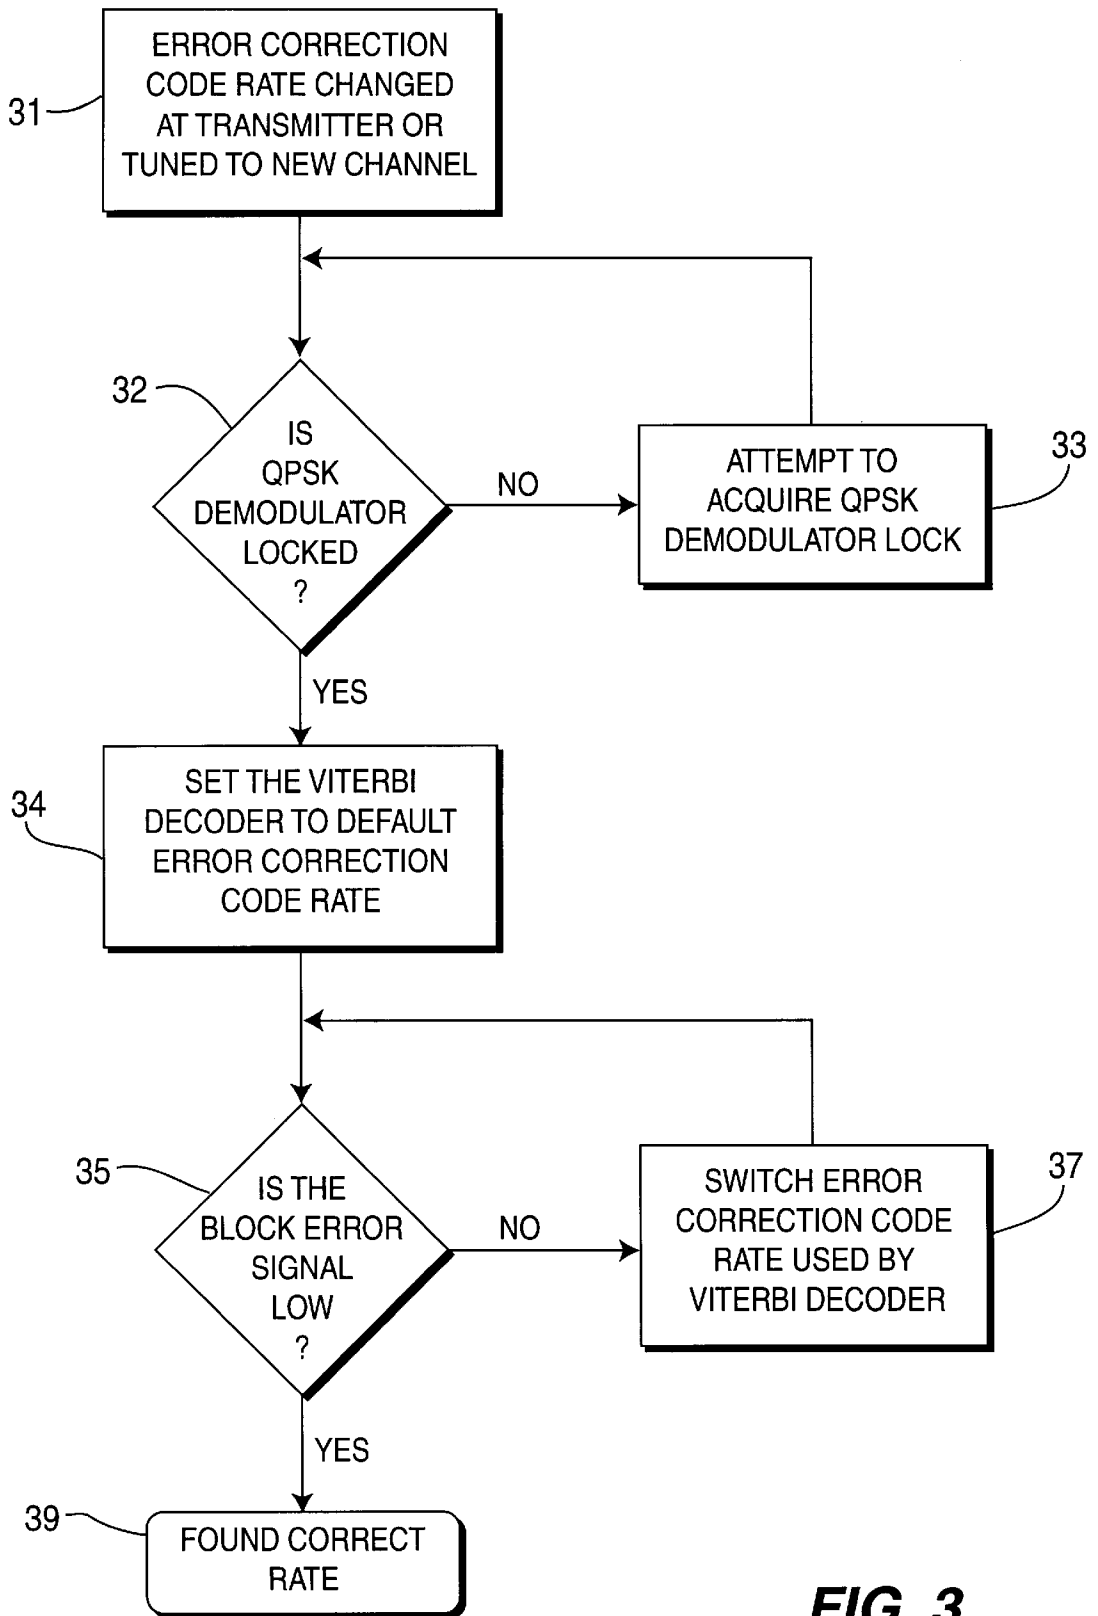 ERROR CORRECTION
CODE RATE CHANGED
AT TRANSMITTER OR
TUNED TO NEW CHANNEL
31
32
IS
QPSK
DEMODULATOR
LOCKED
?
NO
ATTEMPT TO
ACQUIRE QPSK
DEMODULATOR LOCK
33
YES
34
SET THE VITERBI
DECODER TO DEFAULT
ERROR CORRECTION
CODE RATE
35
IS THE
BLOCK ERROR
SIGNAL
LOW
?
NO
SWITCH ERROR
CORRECTION CODE
RATE USED BY
VITERBI DECODER
37
YES
39
FOUND CORRECT
RATE
FIG. 3